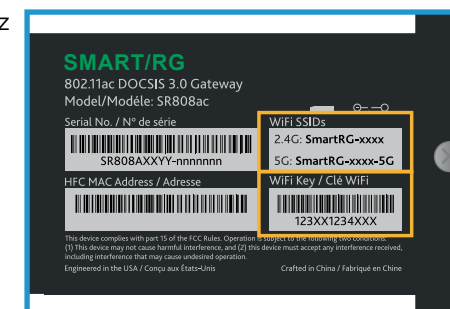 z
SMART/RG
802.11ac DOCSIS 3.0 Gateway
Model/Modéle: SR808ac
Serial No. / Nº de série
SR808AXXYY-nnnnnnn
WiFi SSIDs
2.4G: SmartRG-xxxx
5G: SmartRG-xxxx-5G
HFC MAC Address / Adresse
WiFi Key / Clé WiFi
123XX1234XXX
This device complies with part 15 of the FCC Rules. Operation is subject to the following two conditions.
(1) This device may not cause harmful interference, and (2) this device must accept any interference received,
including interference that may cause undesired operation.
Engineered in the USA / Conçu aux États-Unis
Crafted in China / Fabriqué en Chine